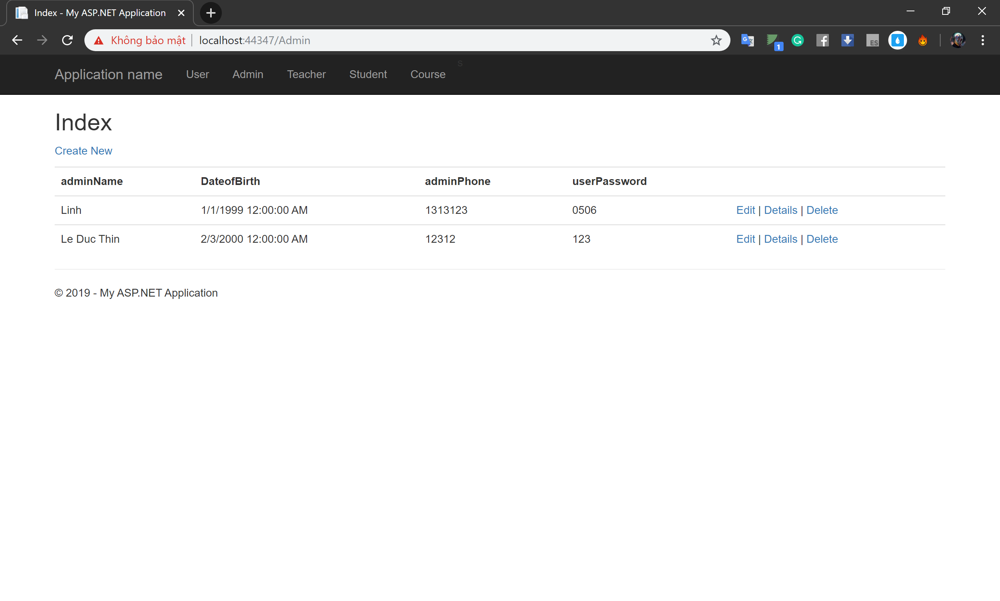 Index - My ASP.NET Application
Không bảo mật localhost:44347/Admin
1
ES
Application name User Admin Teacher Student Course s
Index
Create New
adminName DateofBirth adminPhone userPassword
Linh 1/1/1999 12:00:00 AM 1313123 0506 Edit | Details | Delete
Le Duc Thin 2/3/2000 12:00:00 AM 12312 123 Edit | Details | Delete
© 2019 - My ASP.NET Application